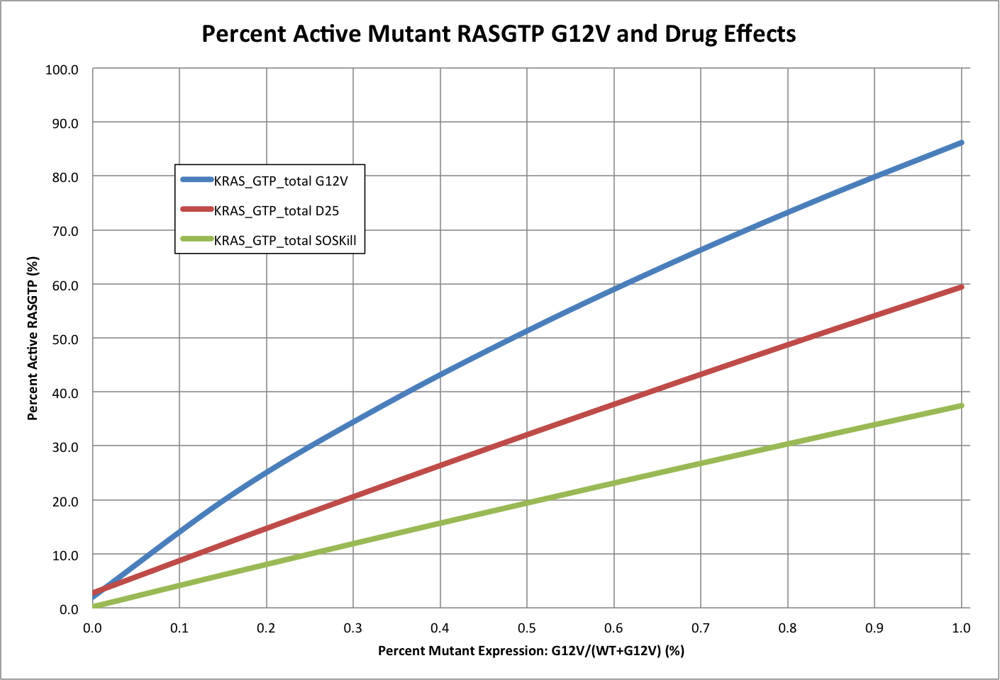 Percent Active Mutant RASGTP G12V and Drug Effects
100.0
90.0
80.0
70.0
60.0
50.0
40.0
30.0
20.0
10.0
0.0
Percent Active RASGTP (%)
KRAS_GTP_total G12V
KRAS_GTP_total D25
KRAS_GTP_total SOSKill
0.0 0.1 0.2 0.3 0.4 0.5 0.6 0.7 0.8 0.9 1.0
Percent Mutant Expression: G12V/(WT+G12V) (%)